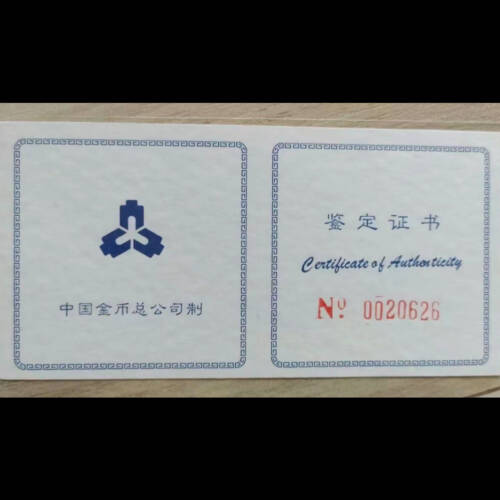 中国金币总公司制
鉴定证书
Certificate of Authenticity
Nº 0020626